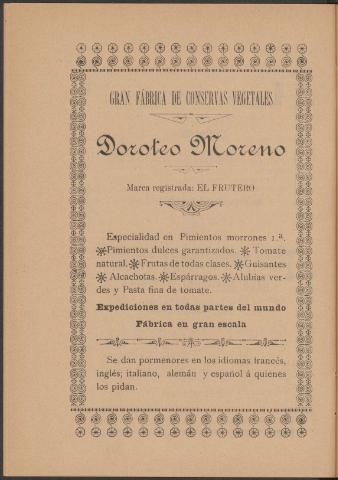 GRAN FÁBRICA DE CONSERVAS VEGETALES
Doroteo Moreno
Marca registrada: EL FRUTERO
Especialidad en Pimientos morrones 1.ª.
Pimientos dulces garantizados. Tomate
natural. Frutas de todas clases. Guisantes
Alcachotas. Espárragos. Alubias ver-
des y Pasta fina de tomate.
Expediciones en todas partes del mundo
Fábrica en gran escala
Se dan pormenores en los idiomas francés,
inglés; italiano, alemán y español á quienes
los pidan.